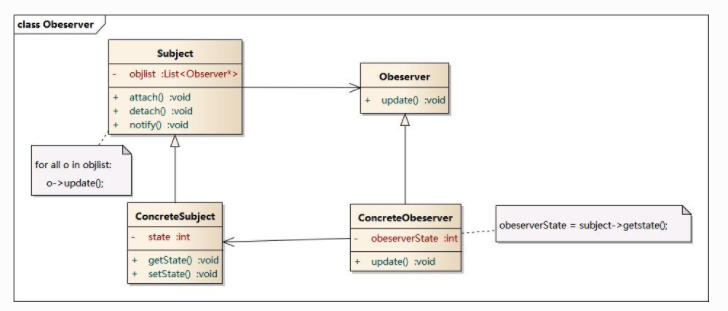 class Obeserver
Subject
- objlist :List<Observer*>
+ attach() :void
+ detach() :void
+ notify() :void
Obeserver
+ update() :void
for all o in objlist:
o->update();
ConcreteSubject
- state :int
+ getState() :void
+ setState() :void
ConcreteObeserver
- obeserverState :int
+ update() :void
obeserverState = subject->getstate();